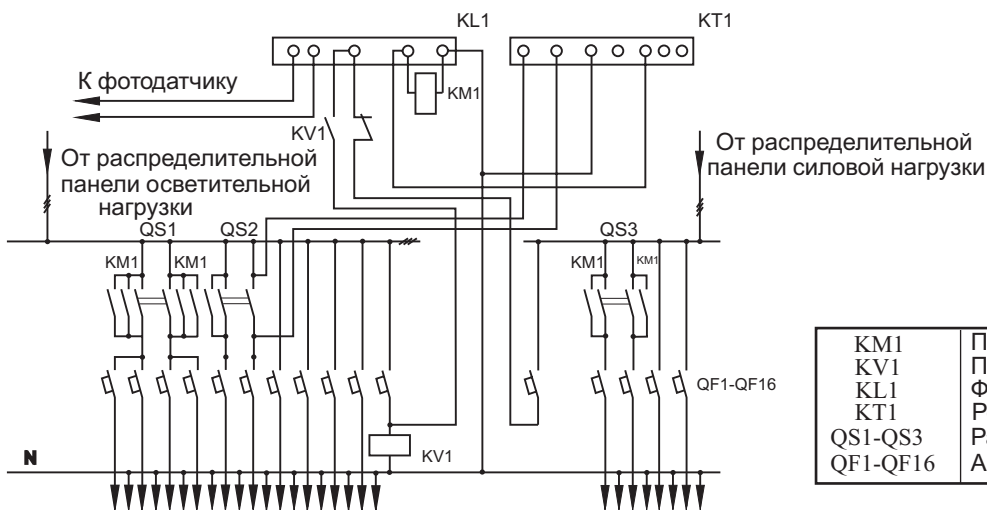 KL1
KT1
К фотодатчику
KM1
KV1
От распределительной
панели осветительной
нагрузки
От распределительной
панели силовой нагрузки
QS1
QS2
QS3
KM1
KM1
KM1
KM1
QF1-QF16
KV1
N
KM1 П
KV1 П
KL1 Ф
KT1 Р
QS1-QS3
QF1-QF16 А